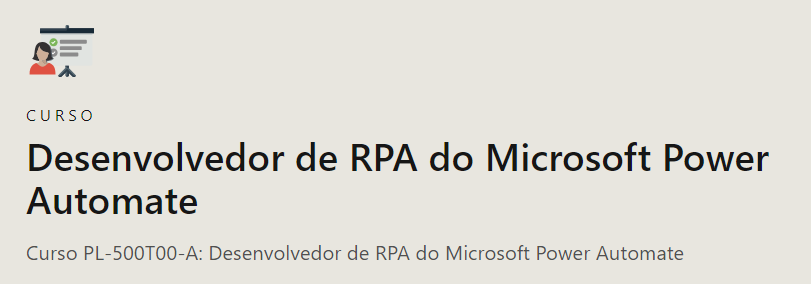 CURSO
Desenvolvedor de RPA do Microsoft Power
Automate
Curso PL-500T00-A: Desenvolvedor de RPA do Microsoft Power Automate